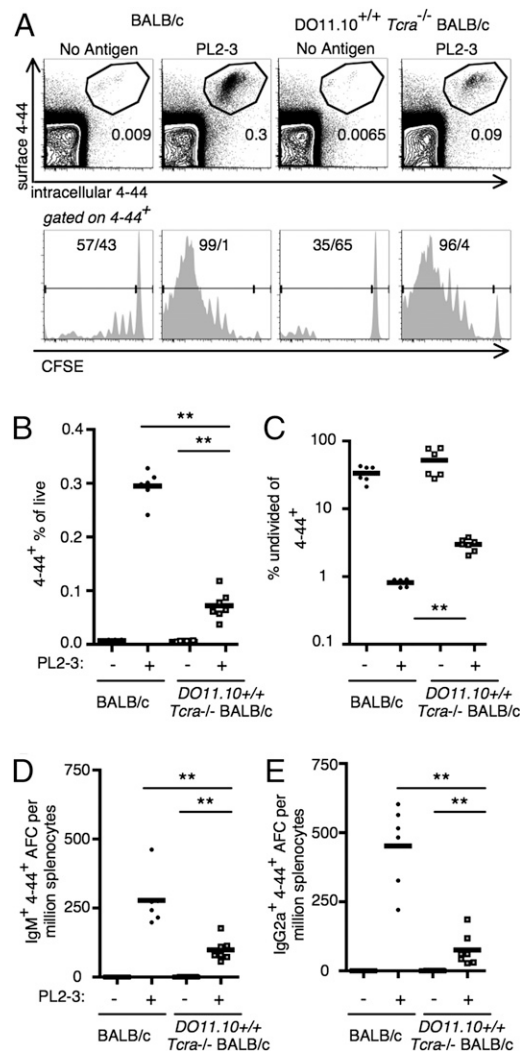 A
BALB/c
DO11.10+/+ Tcra-/- BALB/c
No Antigen
PL2-3
No Antigen
PL2-3
surface 4-44
0.009
0.3
0.0065
0.09
intracellular 4-44
gated on 4-44+
57/43
99/1
35/65
96/4
CFSE
B
**
**
4-44+ % of live
0.4
0.3
0.2
0.1
0.0
PL2-3:
-
+
-
+
BALB/c
DO11.10+/+
Tcra-/- BALB/c
C
% undivided of
4-44+
100
10
1
0.1
**
-
+
-
+
BALB/c
DO11.10+/+
Tcra-/- BALB/c
D
**
**
IgM+ 4-44+ AFC per
million splenocytes
750
500
250
0
PL2-3:
-
+
-
+
BALB/c
DO11.10+/+
Tcra-/- BALB/c
E
**
**
IgG2a+ 4-44+ AFC per
million splenocytes
750
500
250
0
-
+
-
+
BALB/c
DO11.10+/+
Tcra-/- BALB/c